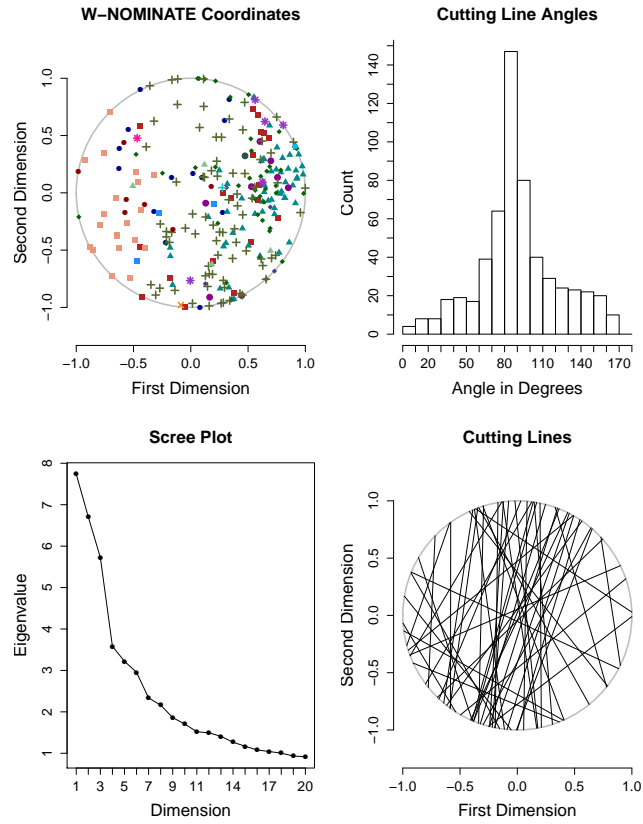 W−NOMINATE Coordinates
Second Dimension
−1.0 −0.5 0.0 0.5 1.0
−1.0 −0.5 0.0 0.5 1.0
First Dimension
Cutting Line Angles
Count
0 20 40 60 80 100 140
0 20 50 80 110 140 170
Angle in Degrees
Scree Plot
Eigenvalue
1 2 3 4 5 6 7 8
1 3 5 7 9 11 14 17 20
Dimension
Cutting Lines
Second Dimension
−1.0 −0.5 0.0 0.5 1.0
−1.0 −0.5 0.0 0.5 1.0
First Dimension